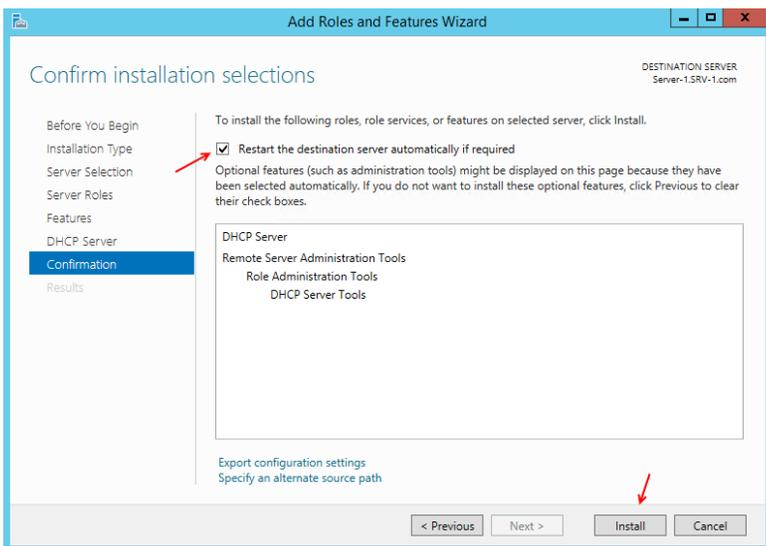 Add Roles and Features Wizard
Confirm installation selections
DESTINATION SERVER
Server-1.SRV-1.com
Before You Begin
Installation Type
Server Selection
Server Roles
Features
DHCP Server
Confirmation
Results
To install the following roles, role services, or features on selected server, click Install.
Restart the destination server automatically if required
Optional features (such as administration tools) might be displayed on this page because they have
been selected automatically. If you do not want to install these optional features, click Previous to clear
their check boxes.
DHCP Server
Remote Server Administration Tools
Role Administration Tools
DHCP Server Tools
Export configuration settings
Specify an alternate source path
< Previous
Next >
Install
Cancel